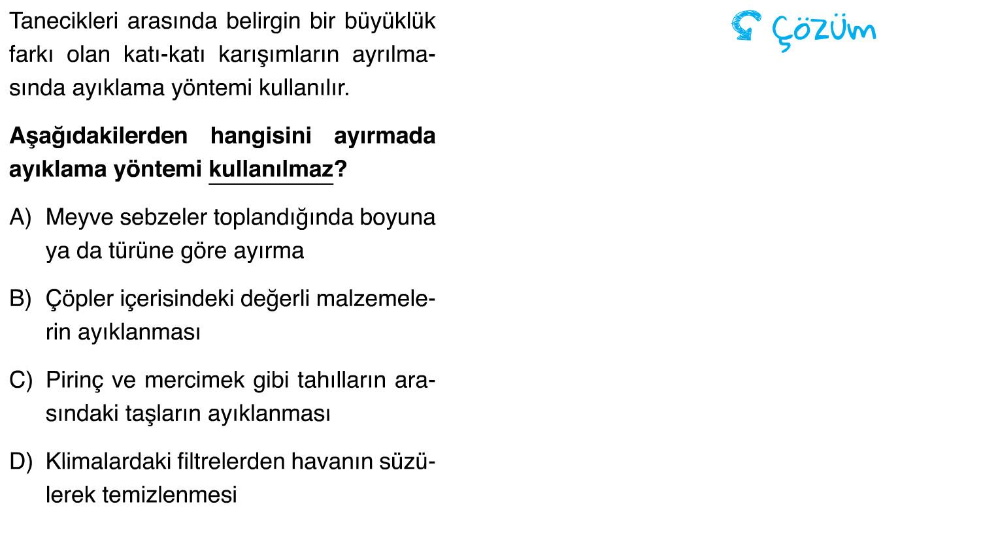 Tanecikleri arasında belirgin bir büyüklük
farkı olan katı-katı karışımların ayrılma-
sında ayıklama yöntemi kullanılır.
Aşağıdakilerden hangisini ayırmada
ayıklama yöntemi kullanılmaz?
A) Meyve sebzeler toplandığında boyuna
ya da türüne göre ayırma
B) Çöpler içerisindeki değerli malzemele-
rin ayıklanması
C) Pirinç ve mercimek gibi tahılların ara-
sındaki taşların ayıklanması
D) Klimalardaki filtrelerden havanın süzü-
lerek temizlenmesi
Çözüm